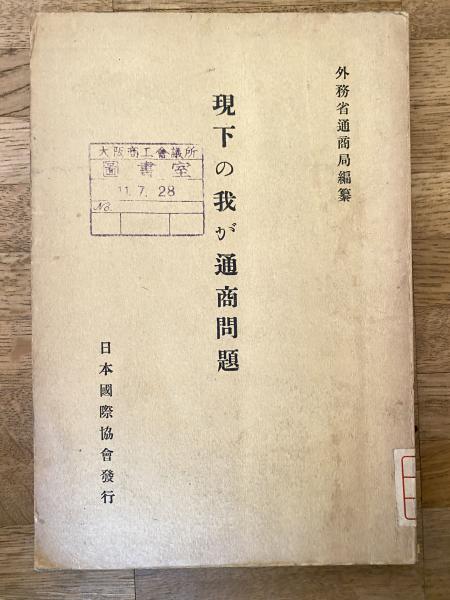 外務省通商局編纂
現下の我が通商問題
大阪商工會議所
圖書室
11.7.28
No.
日本國際協會發行